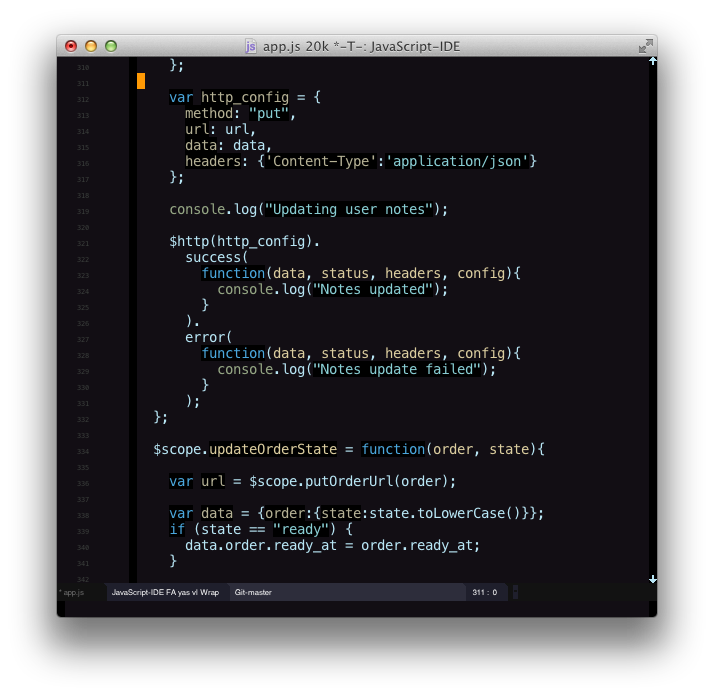 app.js 20k *-T-: JavaScript-IDE
310 };
311
312 var http_config = {
313 method: "put",
314 url: url,
315 data: data,
316 headers: {'Content-Type':'application/json'}
317 };
318
319 console.log("Updating user notes");
320
321 $http(http_config).
322 success(
323 function(data, status, headers, config){
324 console.log("Notes updated");
325 }
326 ).
327 error(
328 function(data, status, headers, config){
329 console.log("Notes update failed");
330 }
331 );
332 };
333
334 $scope.updateOrderState = function(order, state){
335
336 var url = $scope.putOrderUrl(order);
337
338 var data = {order:{state:state.toLowerCase()}};
339 if (state == "ready") {
340 data.order.ready_at = order.ready_at;
341 }
342
* app.js JavaScript-IDE FA yas vl Wrap Git-master 311 : 0